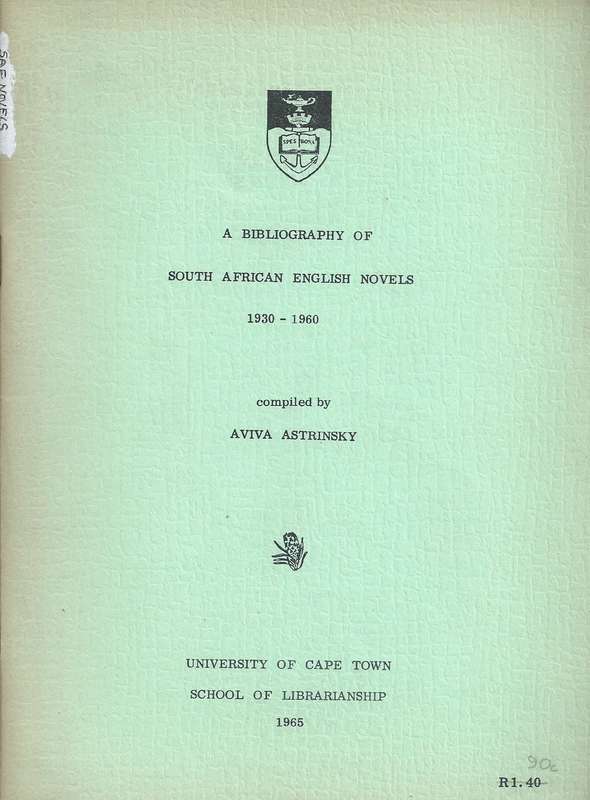 SAE NOVELS
SPES BONA
A BIBLIOGRAPHY OF
SOUTH AFRICAN ENGLISH NOVELS
1930 - 1960
compiled by
AVIVA ASTRINSKY
UNIVERSITY OF CAPE TOWN
SCHOOL OF LIBRARIANSHIP
1965
90c
R1.40